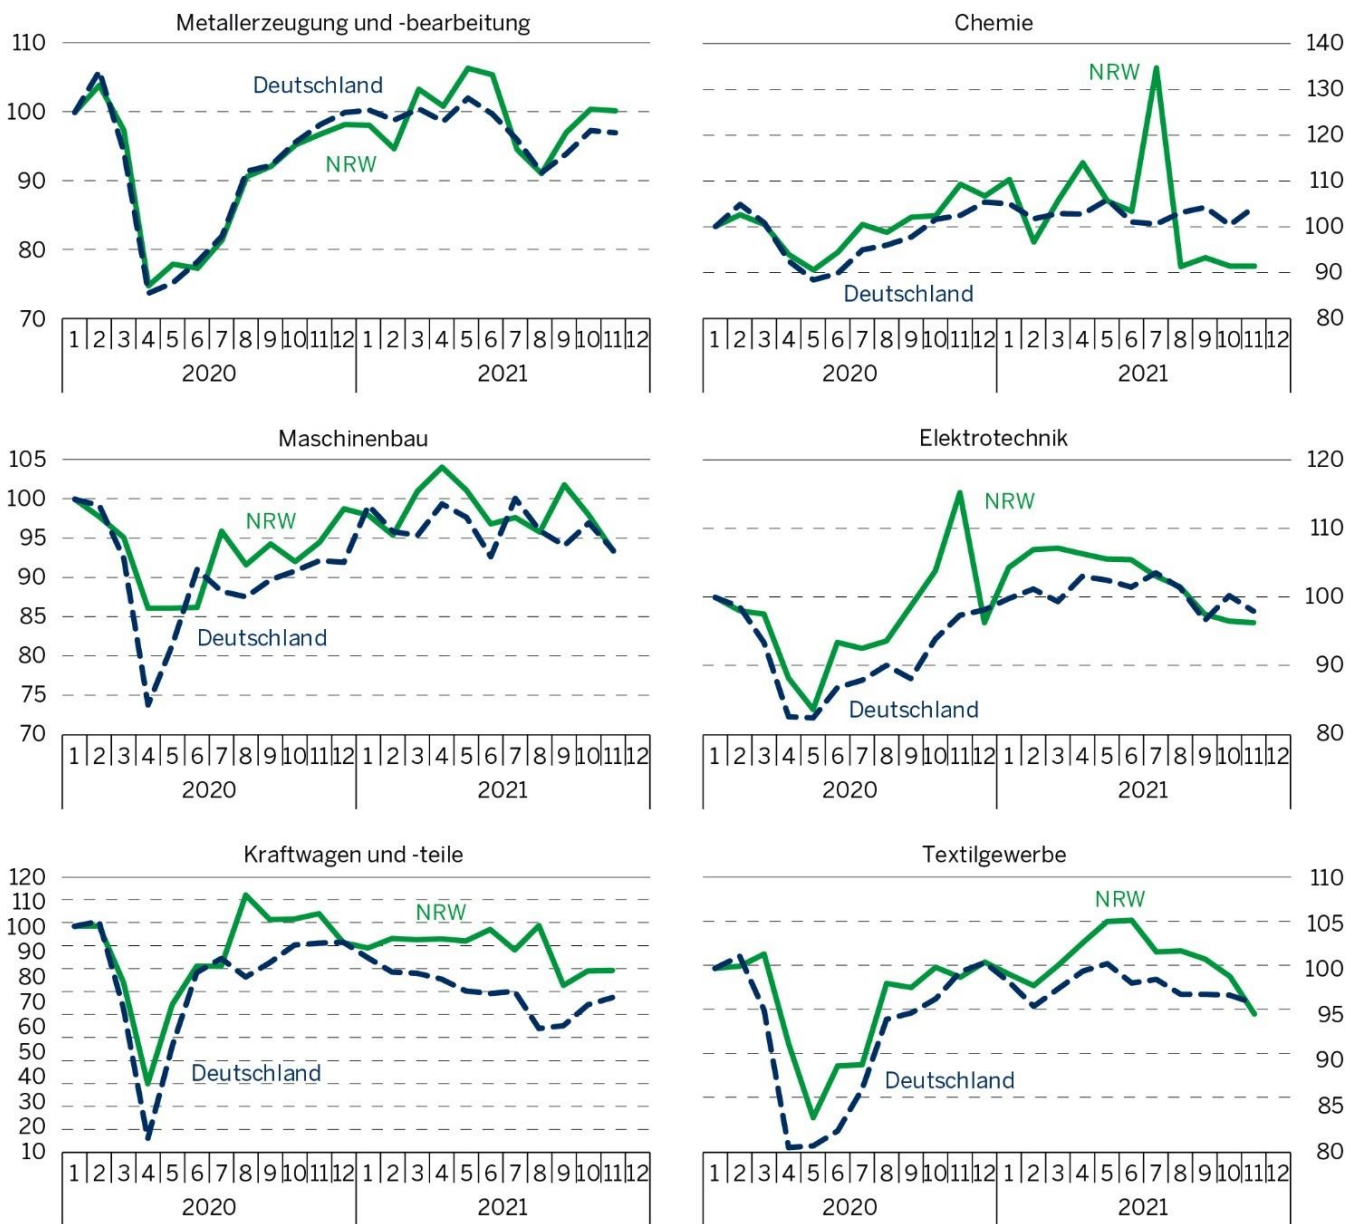 Metallerzeugung und -bearbeitung
110
100
90
80
70
Deutschland
NRW
1 2 3 4 5 6 7 8 9 10 11 12 1 2 3 4 5 6 7 8 9 10 11 12
2020 2021
Chemie
140
130
120
110
100
90
80
NRW
Deutschland
1 2 3 4 5 6 7 8 9 10 11 12 1 2 3 4 5 6 7 8 9 10 11 12
2020 2021
Maschinenbau
105
100
95
90
85
80
75
70
NRW
Deutschland
1 2 3 4 5 6 7 8 9 10 11 12 1 2 3 4 5 6 7 8 9 10 11 12
2020 2021
Elektrotechnik
120
110
100
90
80
NRW
Deutschland
1 2 3 4 5 6 7 8 9 10 11 12 1 2 3 4 5 6 7 8 9 10 11 12
2020 2021
Kraftwagen und -teile
120
110
100
90
80
70
60
50
40
30
20
10
NRW
Deutschland
1 2 3 4 5 6 7 8 9 10 11 12 1 2 3 4 5 6 7 8 9 10 11 12
2020 2021
Textilgewerbe
110
105
100
95
90
85
80
NRW
Deutschland
1 2 3 4 5 6 7 8 9 10 11 12 1 2 3 4 5 6 7 8 9 10 11 12
2020 2021